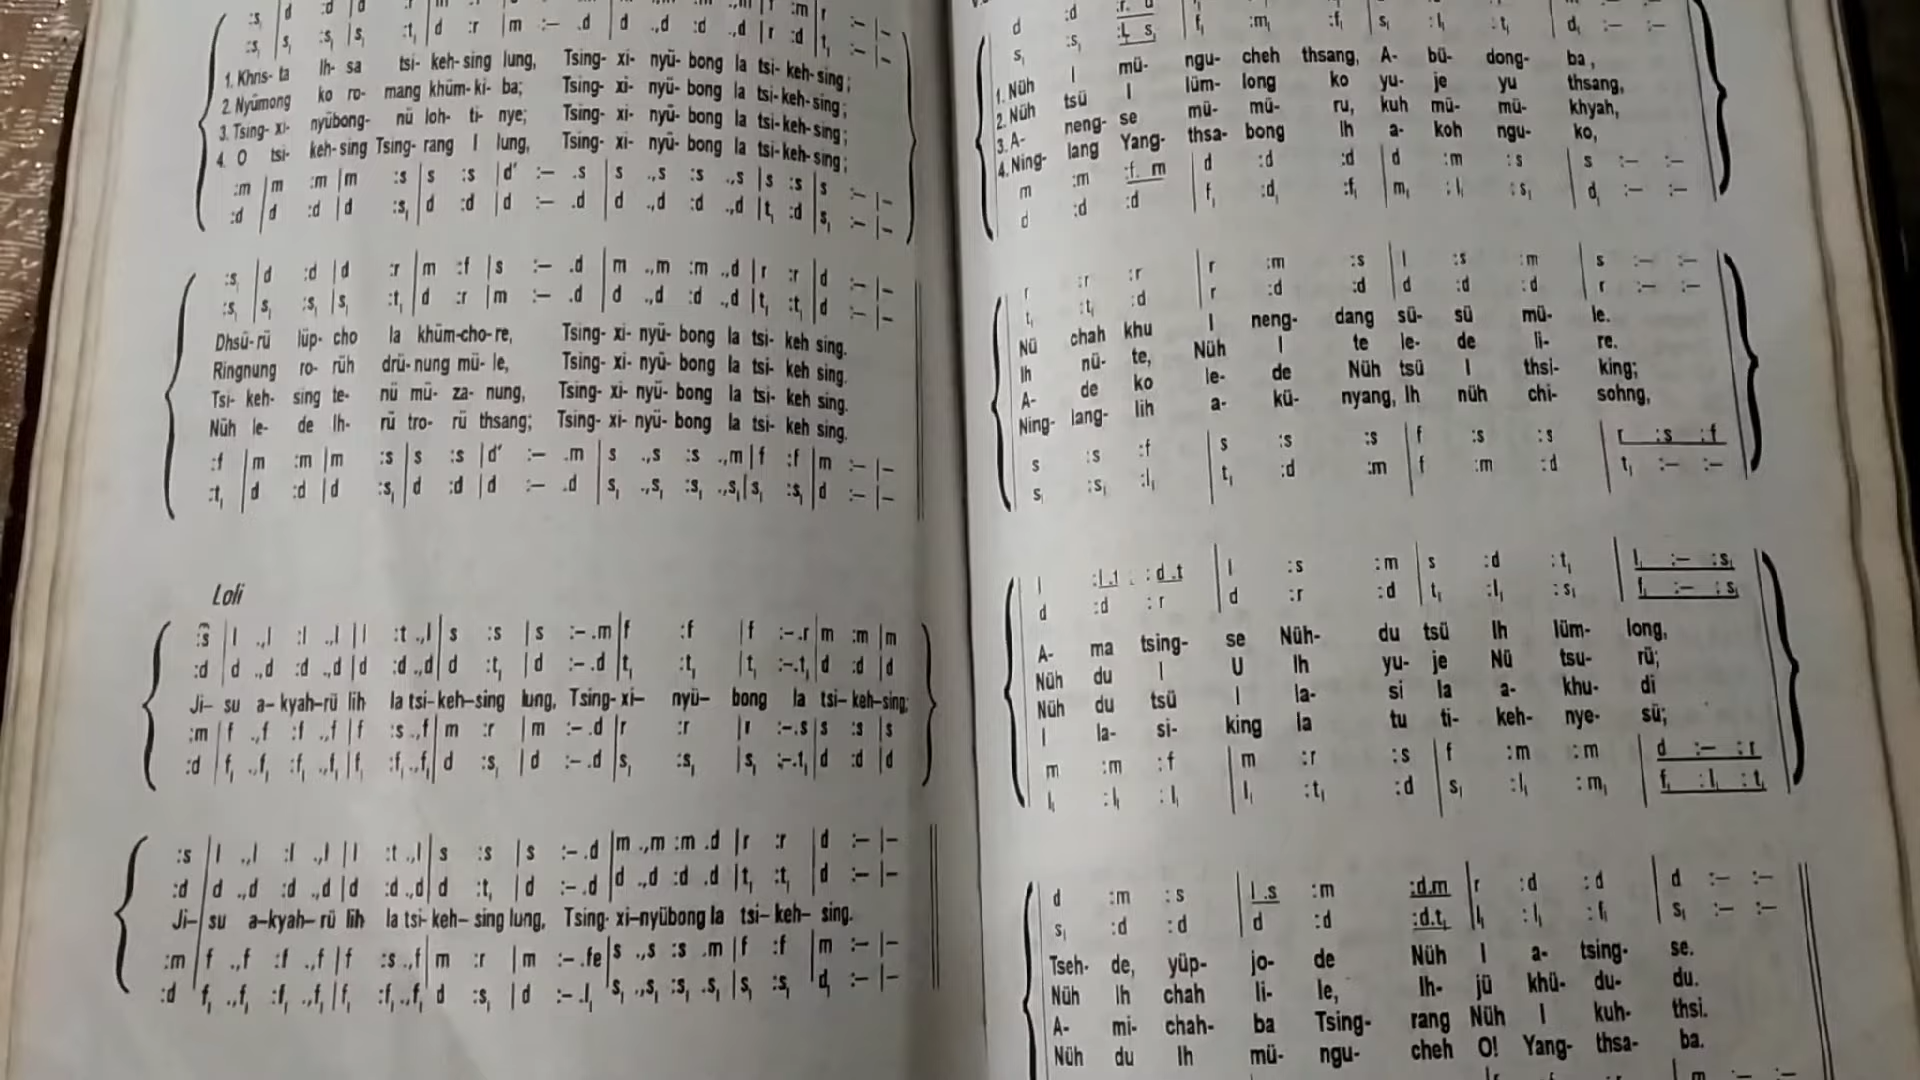 :s, |d :d |d
:s, |s, :s, |s, :t, |d :r |m :– .d |d .,d :d .,d |r :d |t, :– |–
1. Khris- ta Ih- sa tsi- keh- sing lung, Tsing- xi- nyü- bong la tsi- keh- sing;
2. Nyümong ko ro- mang khüm- ki- ba; Tsing- xi- nyü- bong la tsi- keh- sing;
3. Tsing- xi- nyübong- nü loh- ti- nye; Tsing- xi- nyü- bong la tsi- keh- sing;
4. O tsi- keh- sing Tsing- rang I lung, Tsing- xi- nyü- bong la tsi- keh- sing;
:m |m :m |m :s |s :s |d' :– .s |s .,s :s .,s |s :s |s :– |–
:d |d :d |d :s, |d :d |d :– .d |d .,d :d .,d |t, :d |s, :– |–
:s, |d :d |d :r |m :f |s :– .d |m .,m :m .,d |r :r |d :– |–
:s, |s, :s, |s, :t, |d :r |m :– .d |d .,d :d .,d |t, :t, |d :– |–
Dhsü- rü lüp- cho la khüm-cho-re, Tsing- xi- nyü- bong la tsi- keh sing.
Ringnung ro- rüh drü- nung mü- le, Tsing- xi- nyü- bong la tsi- keh sing.
Tsi- keh- sing te- nü mü- za- nung, Tsing- xi- nyü- bong la tsi- keh sing.
Nüh le- de Ih- rü tro- rü thsang; Tsing- xi- nyü- bong la tsi- keh sing.
:f |m :m |m :s |s :s |d' :– .m |s .,s :s .,m |f :f |m :– |–
:t, |d :d |d :s, |d :d |d :– .d |s, .,s, :s, .,s, |s, :s, |d :– |–
Loli
:s |l .,l :l .,l |l :t .,l |s :s |s :– .m |f :f |f :– .r |m :m |m
:d |d .,d :d .,d |d :d .,d |d :t, |d :– .d |t, :t, |t, :– .t, |d :d |d
Ji– su a– kyah–rü lih la tsi–keh–sing lung, Tsing–xi– nyü– bong la tsi– keh–sing;
:m |f .,f :f .,f |f :s .,f |m :r |m :– .d |r :r |r :– .s |s :s |s
:d |f, .,f, :f, .,f, |f, :f, .,f, |d :s, |d :– .d |s, :s, |s, :– .t, |d :d |d
:s |l .,l :l .,l |l :t .,l |s :s |s :– .d |m .,m :m .d |r :r |d :– |–
:d |d .,d :d .,d |d :d .,d |d :t, |d :– .d |d .,d :d .d |t, :t, |d :– |–
Ji– su a–kyah– rü lih la tsi– keh– sing lung, Tsing- xi–nyübong la tsi– keh– sing.
:m |f .,f :f .,f |f :s .,f |m :r |m :– .fe |s .,s :s .m |f :f |m :– |–
:d f, .,f, :f, .,f, |f, :f, .,f, d :s, |d :– .l, |s, .,s, :s, .s, |s, :s, |d, :– |–
d :d :r. d |f, :m, :f, |s, :l, :t, |d, :– :–
s, :s, :l, s,
1. Nüh I mü- ngu- cheh thsang, A- bü- dong- ba,
2. Nüh tsü I lüm- long ko yu- je yu thsang,
3. A- neng- se mü- mü- ru, kuh mü- mü- khyah,
4. Ning- lang Yang- thsa- bong Ih a- koh ngu- ko,
m :m :f. m |d :d :d |d :m :s |s :– :–
d :d :d |f, :d, :f, |m, :l, :s, |d, :– :–
r :r :r |r :m :s |l :s :m |s :– :–
t, :t, :d |r :d :d |d :d :d |r :– :–
Nü chah khu I neng- dang sü- sü mü- le.
Ih nü- te, Nüh I te le- de li- re.
A- de ko le- de Nüh tsü I thsi- king;
Ning- lang- lih a- kü- nyang, Ih nüh chi- sohng,
s :s :f |s :s :s |f :s :s |r :s :f
s, :s, :l, |t, :d :m |f :m :d |t, :– :–
l :l .t :d .t |l :s :m |s :d :t, |l, :– :s,
d :d :r |d :r :d |t, :l, :s, |f, :– :s,
A- ma tsing- se Nüh- du tsü Ih lüm- long,
Nüh du I U Ih yu- je Nü tsu- rü;
Nüh du tsü I la- si la a- khu- di
I la- si- king la tu ti- keh- nye- sü;
m :m :f |m :r :s |f :m :m |d :– :r
l, :l, :l, |l, :t, :d |s, :l, :m, |f, :l, :t,
d :m :s |l .s :m :d.m |r :d :d |d :– :–
s, :d :d |d :d :d.t, |l, :l, :f, |s, :– :–
Tseh- de, yüp- jo- de Nüh I a- tsing- se.
Nüh Ih chah li- le, Ih- jü khü- du- du.
A- mi- chah- ba Tsing- rang Nüh I kuh- thsi.
Nüh du Ih mü- ngu- cheh O! Yang- thsa- ba.